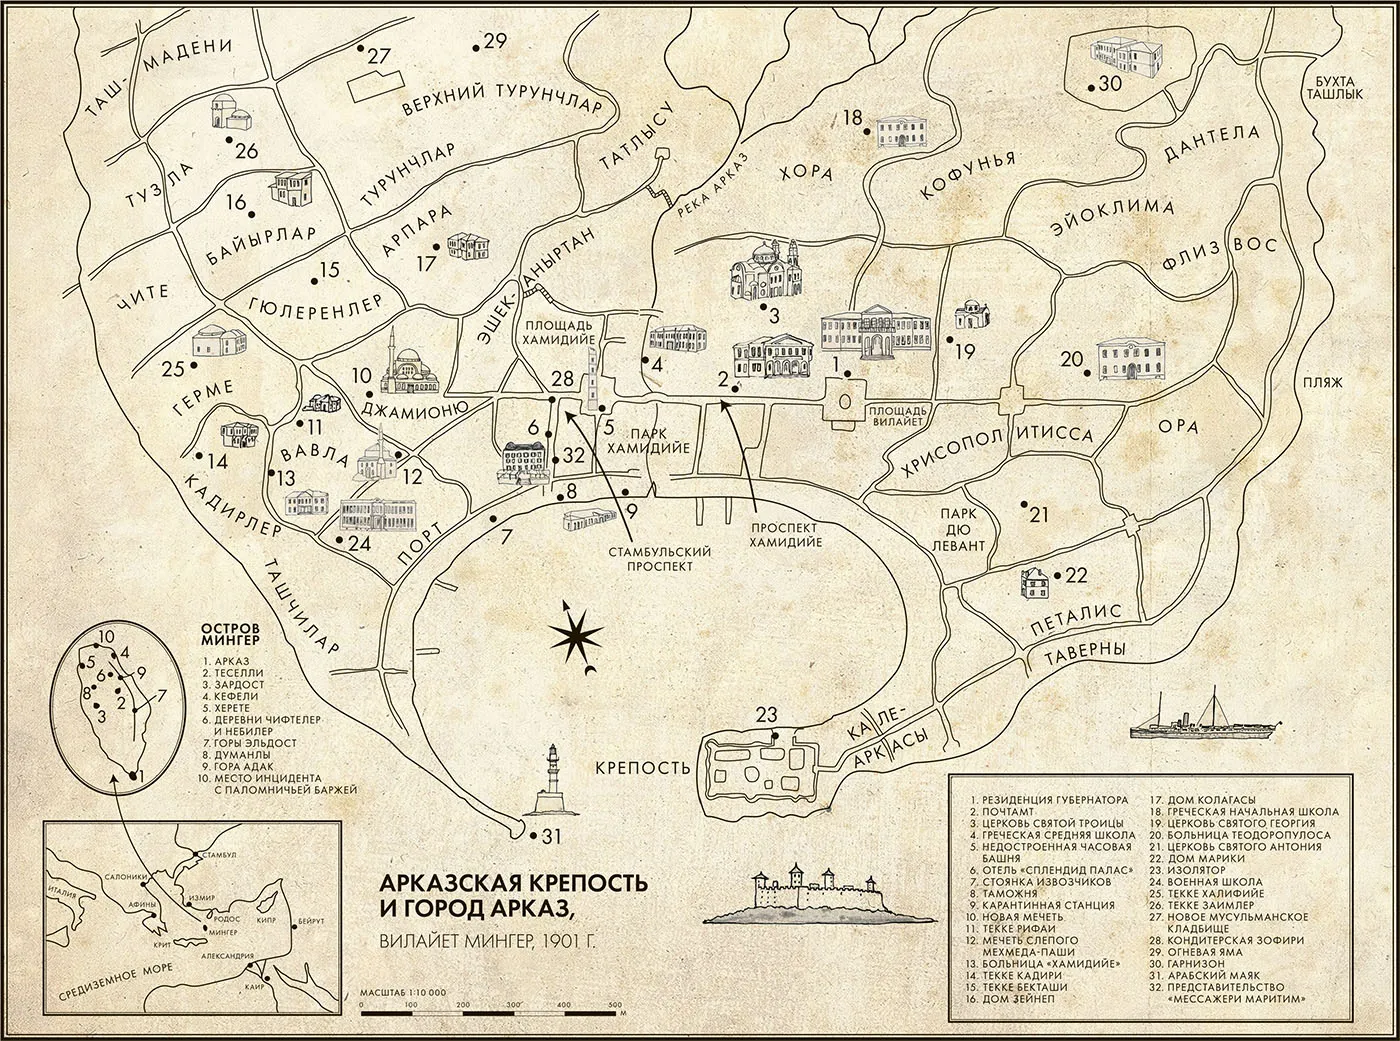 ТАШ-МАДЕНИ
27
29
ВЕРХНИЙ ТУРУНЧЛАР
30
БУХТА
ТАШЛЫК
26
ТУЗЛА
ТУРУНЧЛАР
ТАТЛЫСУ
РЕКА АРКАЗ
18
ХОРА
КОФУНЬЯ
ДАНТЕЛА
16
БАЙЫРЛАР
АРПАРА
17
ЭШЕК-АНЫРТАН
ЭЙОКЛИМА
ФЛИЗВОС
ЧИТЕ
15
ГЮЛЕРЕНЛЕР
3
ПЛОЩАДЬ
ХАМИДИЙЕ
25
ГЕРМЕ
10
ДЖАМИОНЮ
28
4
2
1
19
20
ПЛЯЖ
11
ВАВЛА
14
13
12
6
32
5
ПАРК
ХАМИДИЙЕ
ПЛОЩАДЬ
ВИЛАЙЕТ
ХРИСОПОЛИТИССА
ОРА
КАДИРЛЕР
24
ПОРТ
7
8
9
СТАМБУЛЬСКИЙ
ПРОСПЕКТ
ПРОСПЕКТ
ХАМИДИЙЕ
ПАРК
ДЮ
ЛЕВАНТ
21
22
ПЕТАЛИС
ТАВЕРНЫ
ТАШЧИЛАР
23
КРЕПОСТЬ
КАЛЕ-
АРКАСЫ
31
10
4
5
6
9
8
2
7
3
1
ОСТРОВ
МИНГЕР
1. АРКАЗ
2. ТЕСЕЛЛИ
3. ЗАРДОСТ
4. КЕФЕЛИ
5. ХЕРЕТЕ
6. ДЕРЕВНИ ЧИФТЕЛЕР
И НЕБИЛЕР
7. ГОРЫ ЭЛЬДОСТ
8. ДУМАНЛЫ
9. ГОРА АДАК
10. МЕСТО ИНЦИДЕНТА
С ПАЛОМНИЧЬЕЙ БАРЖЕЙ
СТАМБУЛ
САЛОНИКИ
ИТАЛИЯ
АФИНЫ
ИЗМИР
РОДОС
КИПР
БЕЙРУТ
МИНГЕР
КРИТ
АЛЕКСАНДРИЯ
КАИР
СРЕДИЗЕМНОЕ МОРЕ
АРКАЗСКАЯ КРЕПОСТЬ
И ГОРОД АРКАЗ,
ВИЛАЙЕТ МИНГЕР, 1901 Г.
МАСШТАБ 1:10 000
0 100 200 300 400 500
М
1. РЕЗИДЕНЦИЯ ГУБЕРНАТОРА
2. ПОЧТАМТ
3. ЦЕРКОВЬ СВЯТОЙ ТРОИЦЫ
4. ГРЕЧЕСКАЯ СРЕДНЯЯ ШКОЛА
5. НЕДОСТРОЕННАЯ ЧАСОВАЯ
БАШНЯ
6. ОТЕЛЬ «СПЛЕНДИД ПАЛАС»
7. СТОЯНКА ИЗВОЗЧИКОВ
8. ТАМОЖНЯ
9. КАРАНТИННАЯ СТАНЦИЯ
10. НОВАЯ МЕЧЕТЬ
11. ТЕККЕ РИФАИ
12. МЕЧЕТЬ СЛЕПОГО
МЕХМЕДА-ПАШИ
13. БОЛЬНИЦА «ХАМИДИЙЕ»
14. ТЕККЕ КАДИРИ
15. ТЕККЕ БЕКТАШИ
16. ДОМ ЗЕЙНЕП
17. ДОМ КОЛАГАСЫ
18. ГРЕЧЕСКАЯ НАЧАЛЬНАЯ ШКОЛА
19. ЦЕРКОВЬ СВЯТОГО ГЕОРГИЯ
20. БОЛЬНИЦА ТЕОДОРОПУЛОСА
21. ЦЕРКОВЬ СВЯТОГО АНТОНИЯ
22. ДОМ МАРИКИ
23. ИЗОЛЯТОР
24. ВОЕННАЯ ШКОЛА
25. ТЕККЕ ХАЛИФИЙЕ
26. ТЕККЕ ЗАИМЛЕР
27. НОВОЕ МУСУЛЬМАНСКОЕ
КЛАДБИЩЕ
28. КОНДИТЕРСКАЯ ЗОФИРИ
29. ОГНЕВАЯ ЯМА
30. ГАРНИЗОН
31. АРАБСКИЙ МАЯК
32. ПРЕДСТАВИТЕЛЬСТВО
«МЕССАЖЕРИ МАРИТИМ»